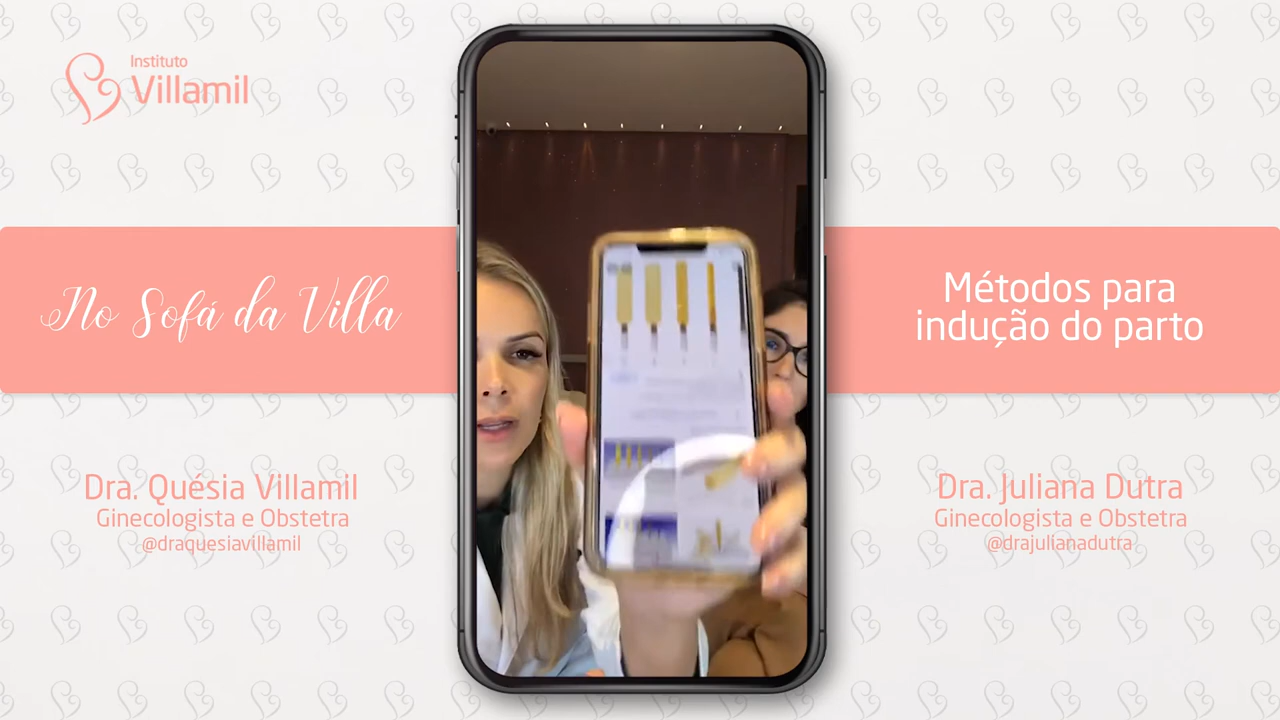 Instituto
Villamil
No Sofá da Villa
Métodos para
indução do parto
Dra. Quésia Villamil
Ginecologista e Obstetra
@draquesiavillamil
Dra. Juliana Dutra
Ginecologista e Obstetra
@drajulianadutra